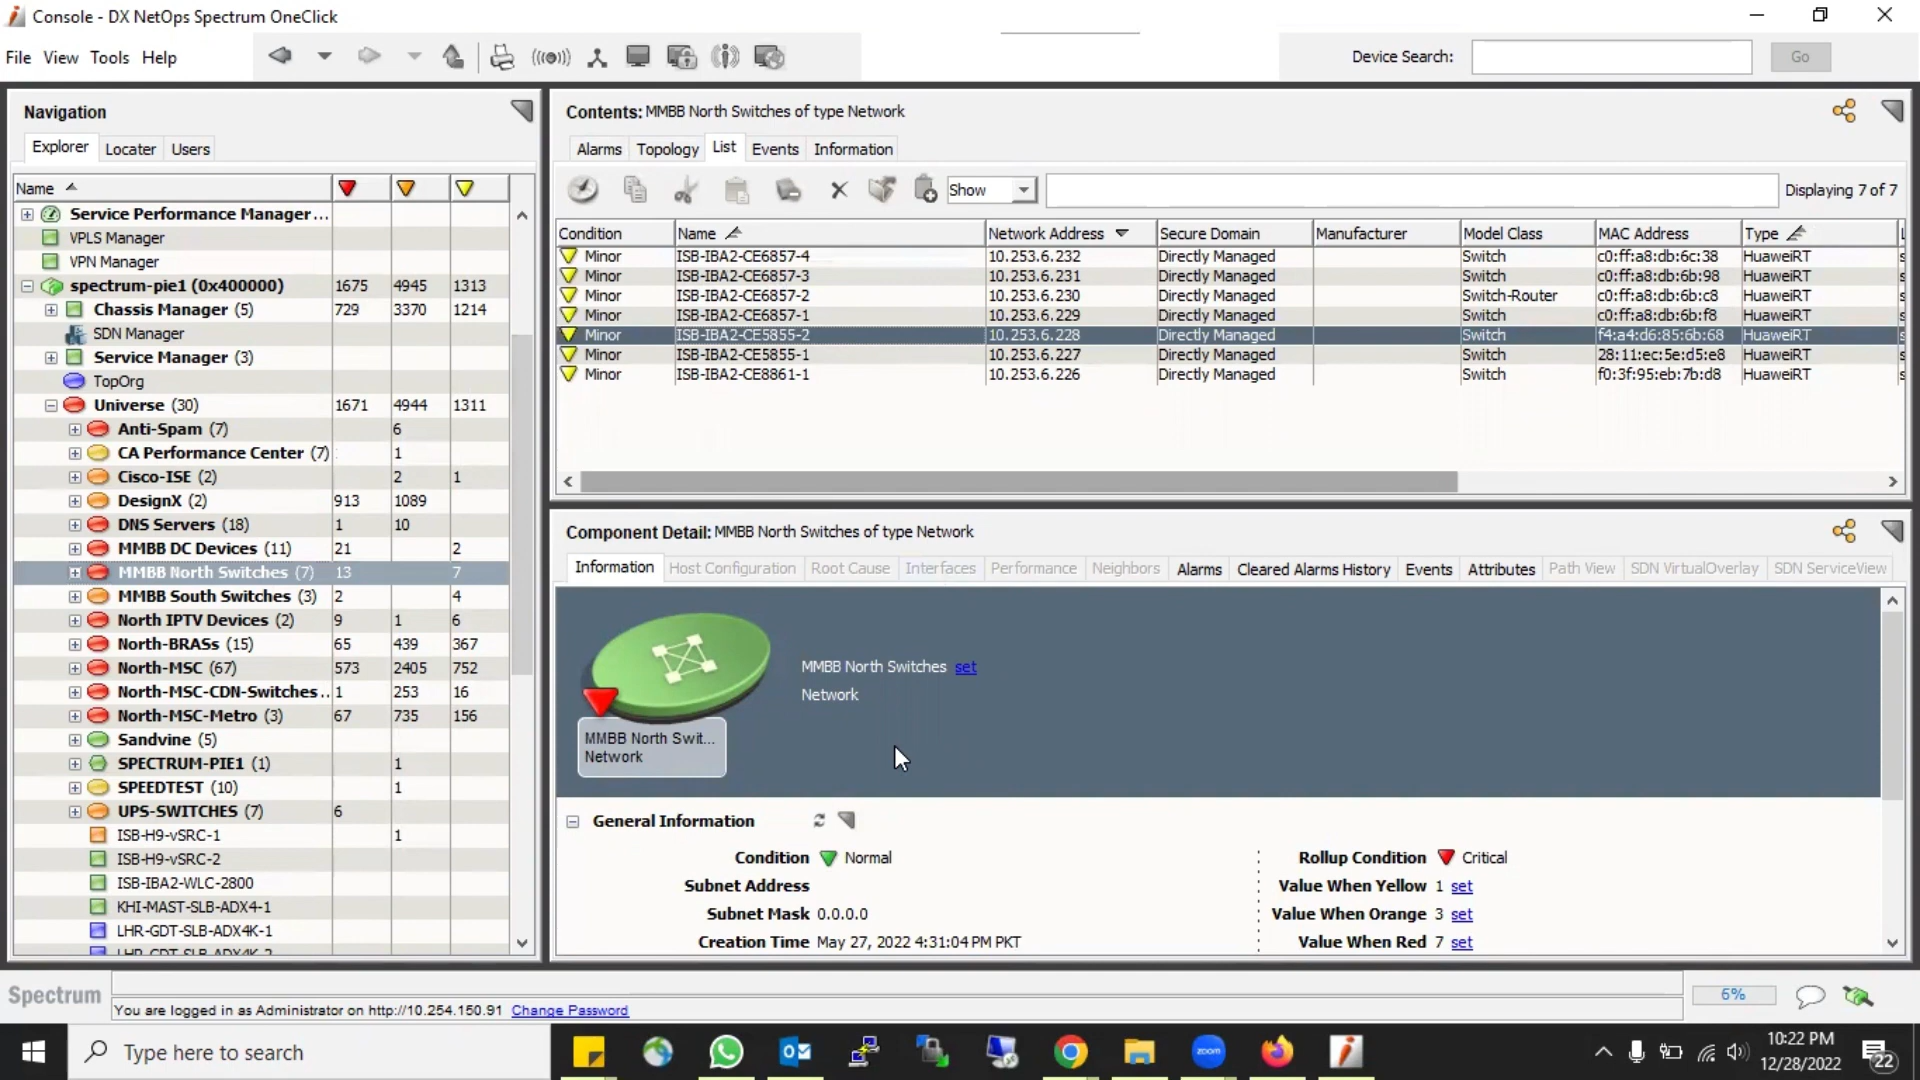 Console - DX NetOps Spectrum OneClick
File View Tools Help
Device Search:
Go
Navigation
Explorer Locater Users
Name
Service Performance Manager...
VPLS Manager
VPN Manager
spectrum-pie1 (0x400000) 1675 4945 1313
Chassis Manager (5) 729 3370 1214
SDN Manager
Service Manager (3)
TopOrg
Universe (30) 1671 4944 1311
Anti-Spam (7) 6
CA Performance Center (7) 1
Cisco-ISE (2) 2 1
DesignX (2) 913 1089
DNS Servers (18) 1 10
MMBB DC Devices (11) 21 2
MMBB North Switches (7) 13 7
MMBB South Switches (3) 2 4
North IPTV Devices (2) 9 1 6
North-BRASs (15) 65 439 367
North-MSC (67) 573 2405 752
North-MSC-CDN-Switches.. 1 253 16
North-MSC-Metro (3) 67 735 156
Sandvine (5)
SPECTRUM-PIE1 (1) 1
SPEEDTEST (10) 1
UPS-SWITCHES (7) 6
ISB-H9-vSRC-1 1
ISB-H9-vSRC-2
ISB-IBA2-WLC-2800
KHI-MAST-SLB-ADX4-1
LHR-GDT-SLB-ADX4K-1
LHR-GDT-SLB-ADX4K-2
Contents: MMBB North Switches of type Network
Alarms Topology List Events Information
Show
Displaying 7 of 7
Condition Name Network Address Secure Domain Manufacturer Model Class MAC Address Type
Minor ISB-IBA2-CE6857-4 10.253.6.232 Directly Managed Switch c0:ff:a8:db:6c:38 HuaweiRT
Minor ISB-IBA2-CE6857-3 10.253.6.231 Directly Managed Switch c0:ff:a8:db:6b:98 HuaweiRT
Minor ISB-IBA2-CE6857-2 10.253.6.230 Directly Managed Switch-Router c0:ff:a8:db:6b:c8 HuaweiRT
Minor ISB-IBA2-CE6857-1 10.253.6.229 Directly Managed Switch c0:ff:a8:db:6b:f8 HuaweiRT
Minor ISB-IBA2-CE5855-2 10.253.6.228 Directly Managed Switch f4:a4:d6:85:6b:68 HuaweiRT
Minor ISB-IBA2-CE5855-1 10.253.6.227 Directly Managed Switch 28:11:ec:5e:d5:e8 HuaweiRT
Minor ISB-IBA2-CE8861-1 10.253.6.226 Directly Managed Switch f0:3f:95:eb:7b:d8 HuaweiRT
Component Detail: MMBB North Switches of type Network
Information Host Configuration Root Cause Interfaces Performance Neighbors Alarms Cleared Alarms History Events Attributes Path View SDN VirtualOverlay SDN ServiceView
MMBB North Switches set
Network
MMBB North Swit...
Network
General Information
Condition Normal
Subnet Address
Subnet Mask 0.0.0.0
Creation Time May 27, 2022 4:31:04 PM PKT
Rollup Condition Critical
Value When Yellow 1 set
Value When Orange 3 set
Value When Red 7 set
Spectrum
You are logged in as Administrator on http://10.254.150.91 Change Password
6%
Type here to search
zoom
10:22 PM
12/28/2022
22